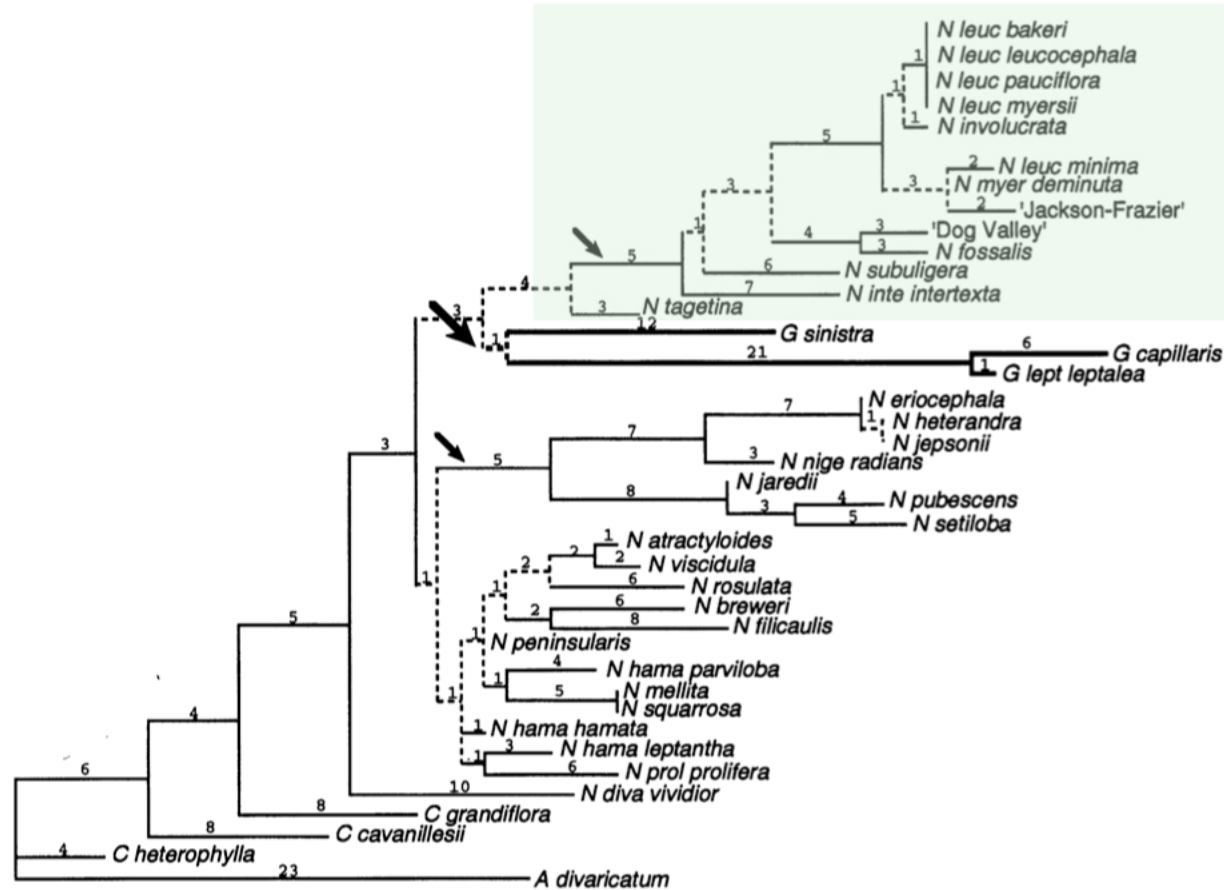 N leuc bakeri
1 N leuc leucocephala
N leuc pauciflora
1
N leuc myersii
1 N involucrata
5
2 N leuc minima
3 N myer deminuta
3
2 'Jackson-Frazier'
1
3 'Dog Valley'
4
3 N fossalis
5
6 N subuligera
4
7 N inte intertexta
3 N tagetina
3
12 G sinistra
1
21
6 G capillaris
1 G lept leptalea
N eriocephala
7
1 N heterandra
7
N jepsonii
3
5
3 N nige radians
N jaredii
8
4 N pubescens
3
5 N setiloba
1 N atractyloides
2
2 N viscidula
2
1
6 N rosulata
1
6 N breweri
2
8 N filicaulis
5
1 N peninsularis
4 N hama parviloba
1
5 N mellita
N squarrosa
1
4
1 N hama hamata
3 N hama leptantha
1
6 N prol prolifera
6
10 N diva vividior
8 C grandiflora
8 C cavanillesii
4 C heterophylla
23 A divaricatum